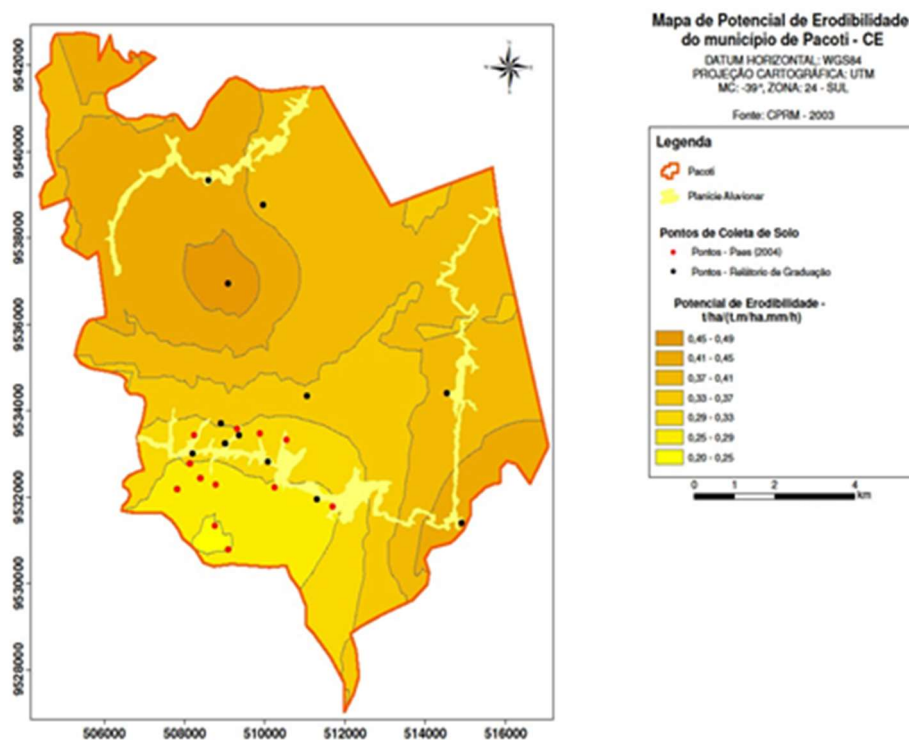 Mapa de Potencial de Erodibilidade
do município de Pacoti - CE
DATUM HORIZONTAL: WGS84
PROJEÇÃO CARTOGRÁFICA: UTM
MC: -39°, ZONA: 24 - SUL
Fonte: CPRM - 2003
Legenda
Pacoti
Planície Aluvionar
Pontos de Coleta de Solo
Pontos - Paes (2004)
Pontos - Relátorio de Graduação
Potencial de Erodibilidade -
t/ha/(t.m/ha.mm/h)
0,45 - 0,49
0,41 - 0,45
0,37 - 0,41
0,33 - 0,37
0,29 - 0,33
0,25 - 0,29
0,20 - 0,25
0 2 4
km
9542000
9540000
9538000
9536000
9534000
9532000
9530000
9528000
506000 508000 510000 512000 514000 516000